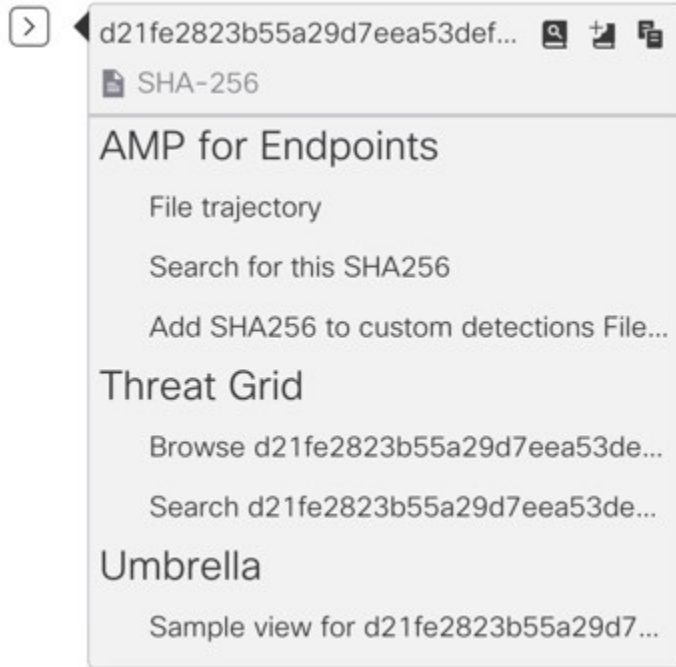 d21fe2823b55a29d7eea53def...
SHA-256
AMP for Endpoints
File trajectory
Search for this SHA256
Add SHA256 to custom detections File...
Threat Grid
Browse d21fe2823b55a29d7eea53de...
Search d21fe2823b55a29d7eea53de...
Umbrella
Sample view for d21fe2823b55a29d7...